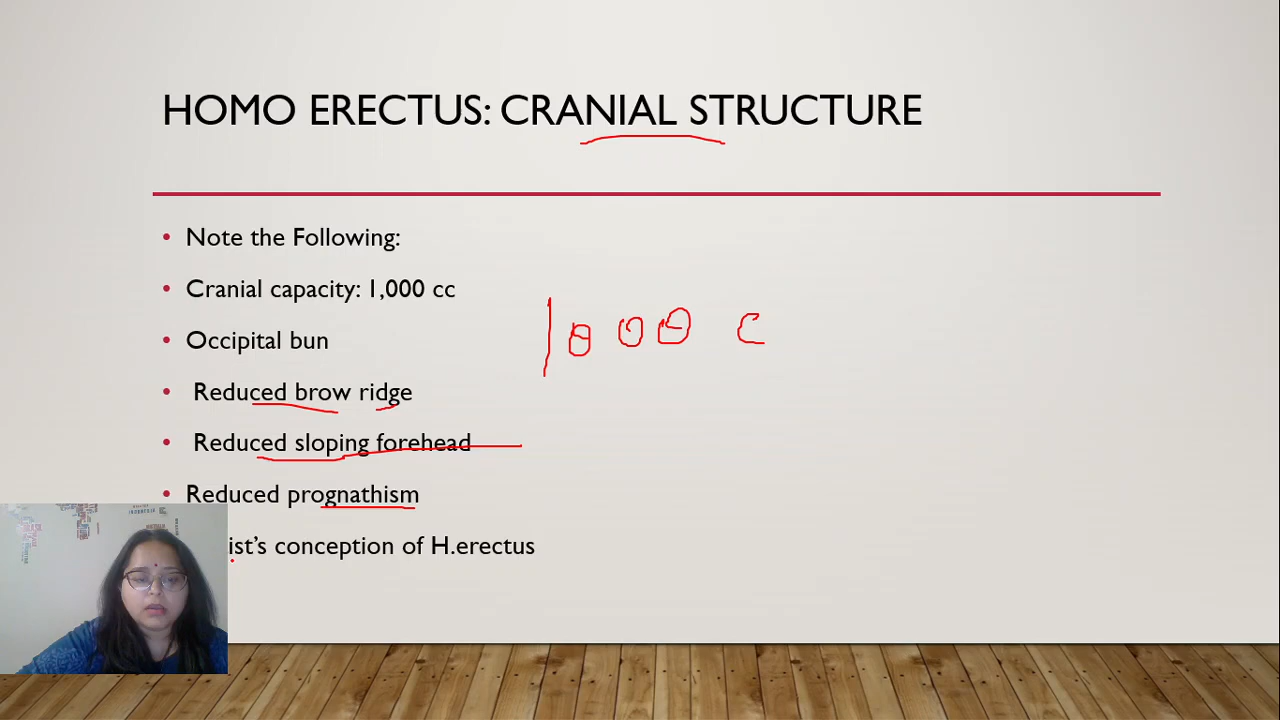 HOMO ERECTUS: CRANIAL STRUCTURE
Note the Following:
Cranial capacity: 1,000 cc
1000 c
Occipital bun
Reduced brow ridge
Reduced sloping forehead
Reduced prognathism
conception of H.erectus